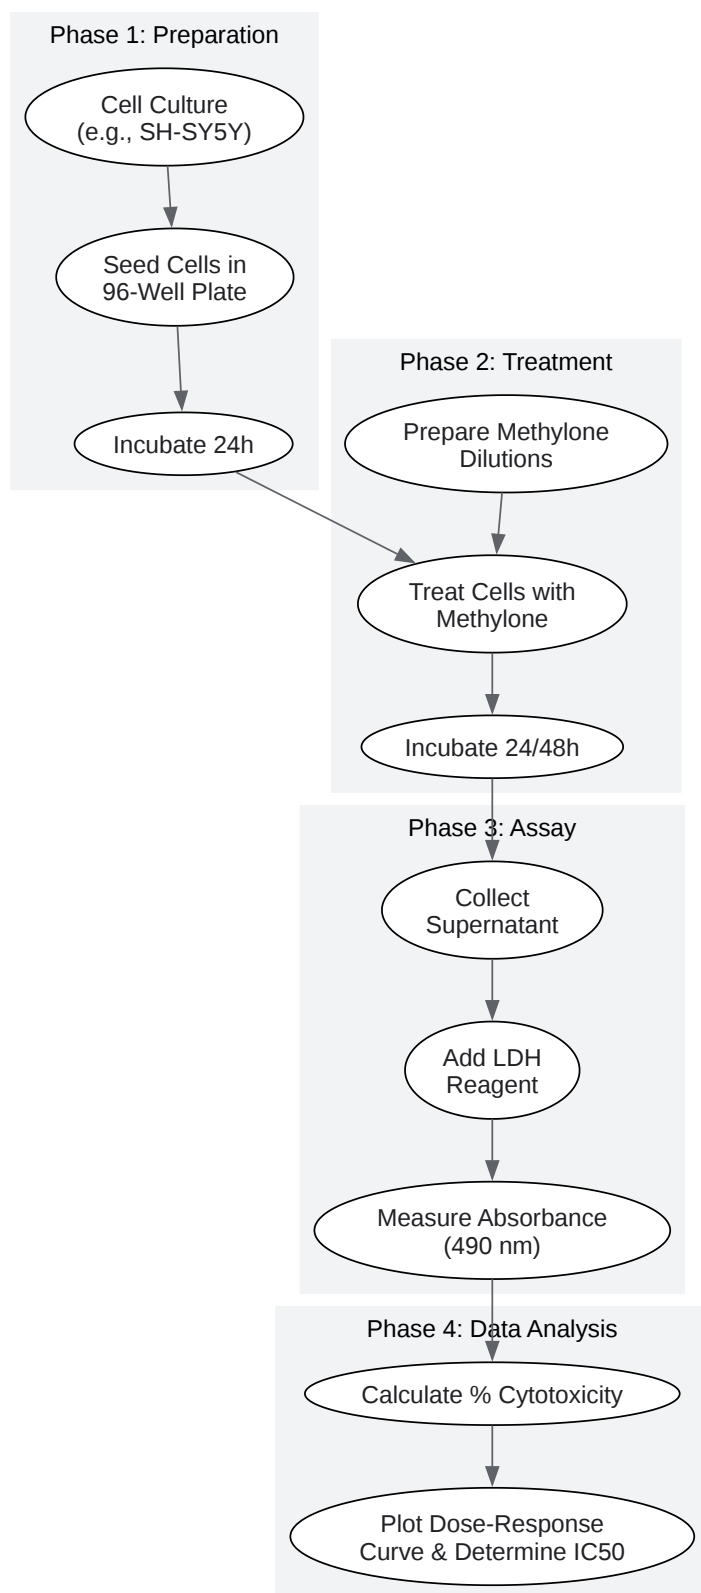 Phase 1: Preparation
Cell Culture
(e.g., SH-SY5Y)
Seed Cells in
96-Well Plate
Incubate 24h
Phase 2: Treatment
Prepare Methylone
Dilutions
Treat Cells with
Methylone
Incubate 24/48h
Phase 3: Assay
Collect
Supernatant
Add LDH
Reagent
Measure Absorbance
(490 nm)
Phase 4: Data Analysis
Calculate % Cytotoxicity
Plot Dose-Response
Curve & Determine IC50